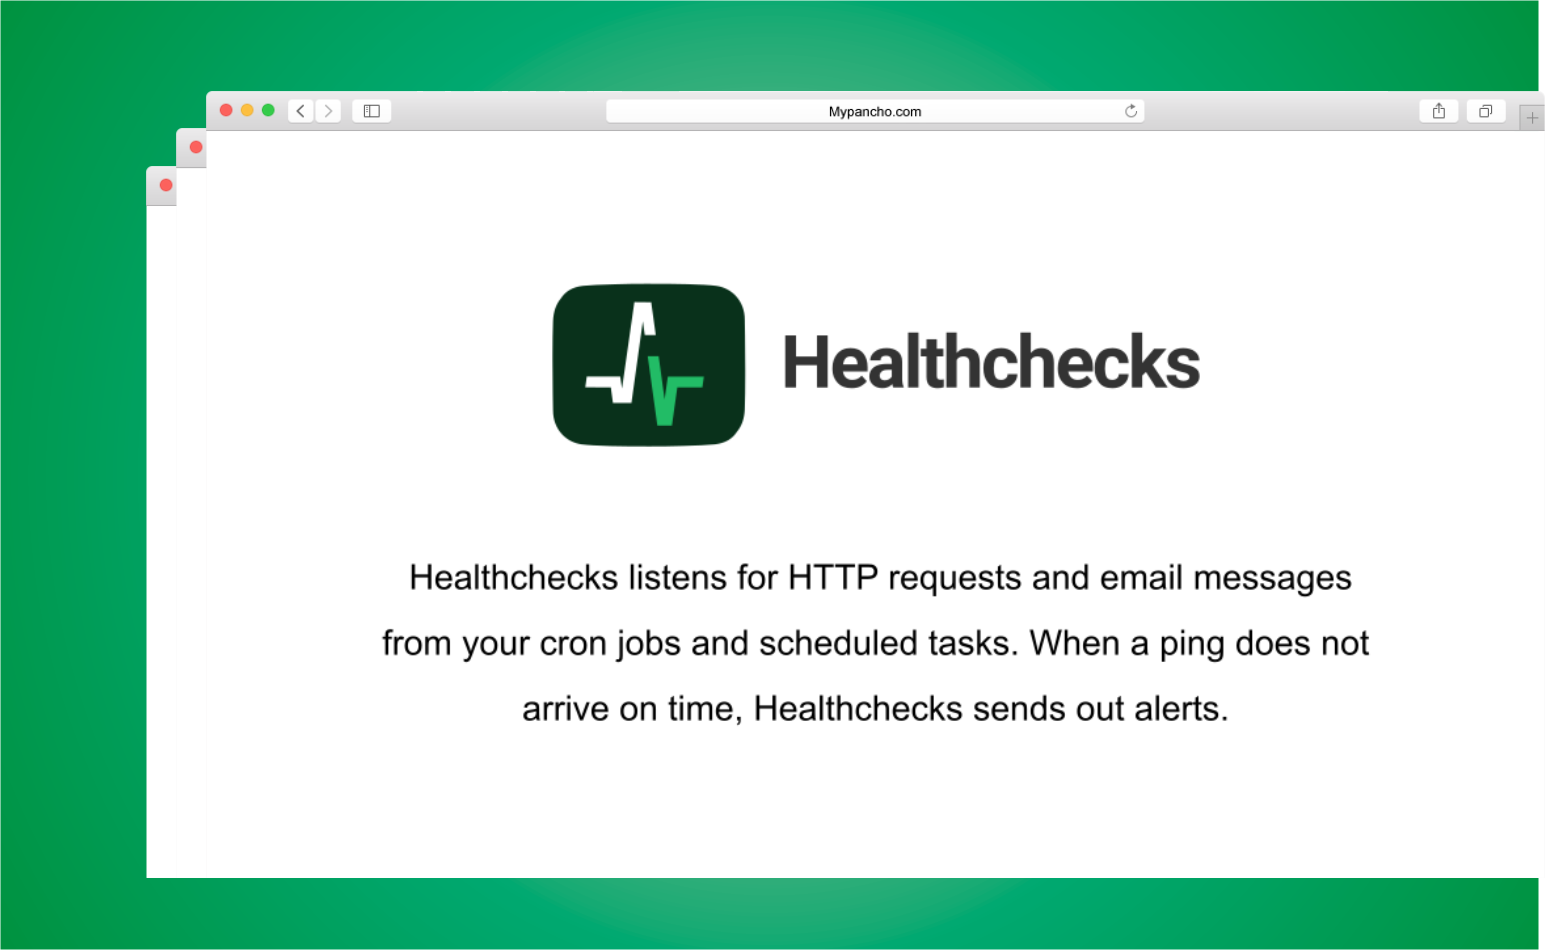 Mypancho.com
Healthchecks
Healthchecks listens for HTTP requests and email messages
from your cron jobs and scheduled tasks. When a ping does not
arrive on time, Healthchecks sends out alerts.